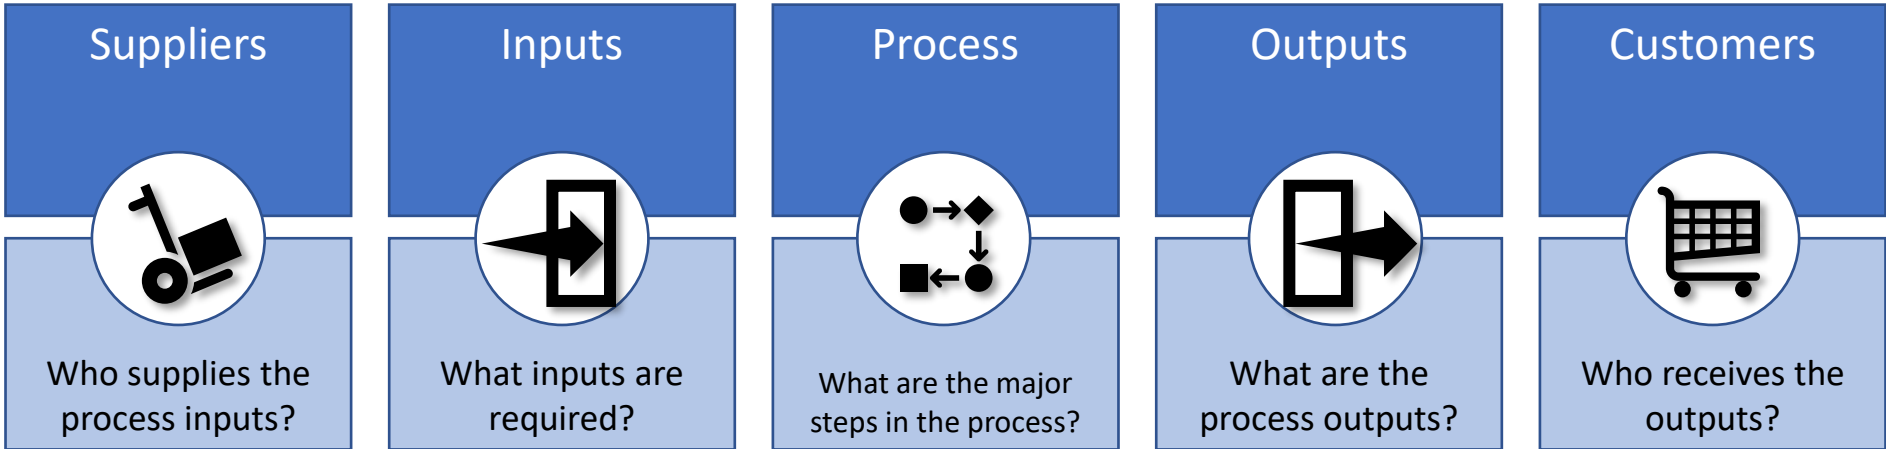 Suppliers
Who supplies the
process inputs?
Inputs
What inputs are
required?
Process
What are the major
steps in the process?
Outputs
What are the
process outputs?
Customers
Who receives the
outputs?